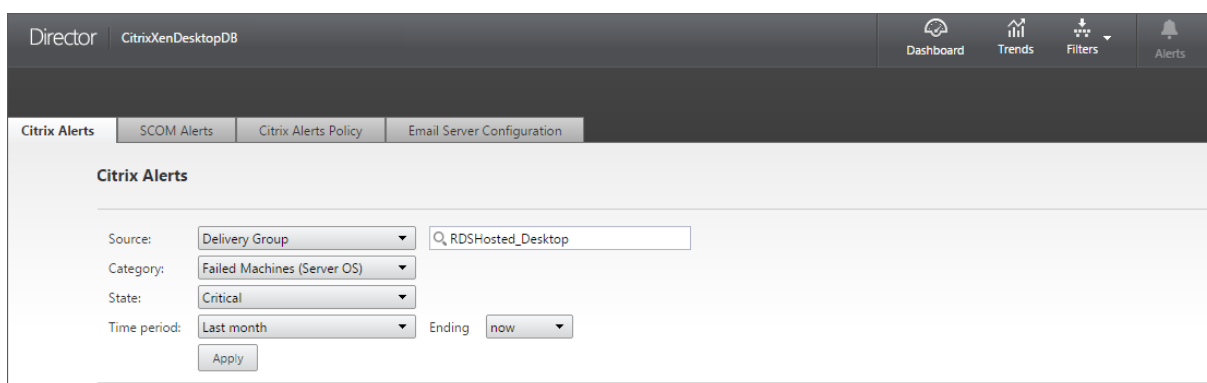 Director CitrixXenDesktopDB Dashboard Trends Filters Alerts
Citrix Alerts SCOM Alerts Citrix Alerts Policy Email Server Configuration
Citrix Alerts
Source: Delivery Group RDSHosted_Desktop
Category: Failed Machines (Server OS)
State: Critical
Time period: Last month Ending now
Apply